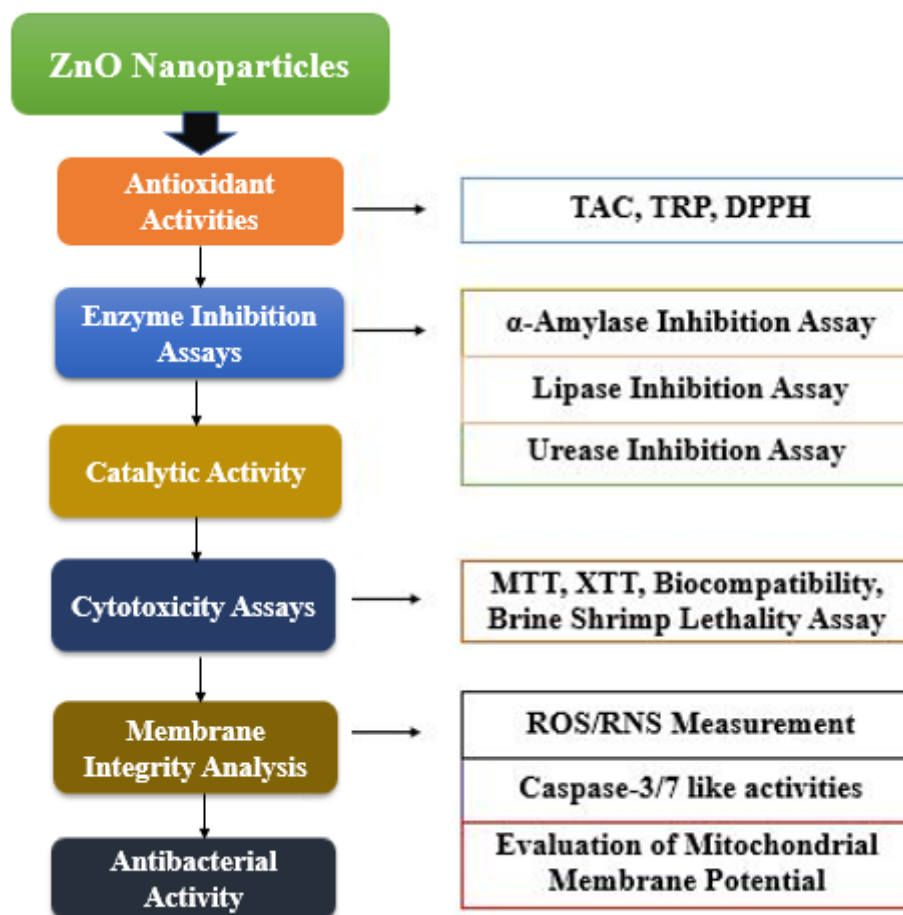 ZnO Nanoparticles
Antioxidant
Activities
TAC, TRP, DPPH
Enzyme Inhibition
Assays
α-Amylase Inhibition Assay
Lipase Inhibition Assay
Urease Inhibition Assay
Catalytic Activity
Cytotoxicity Assays
MTT, XTT, Biocompatibility,
Brine Shrimp Lethality Assay
Membrane
Integrity Analysis
ROS/RNS Measurement
Caspase-3/7 like activities
Evaluation of Mitochondrial
Membrane Potential
Antibacterial
Activity